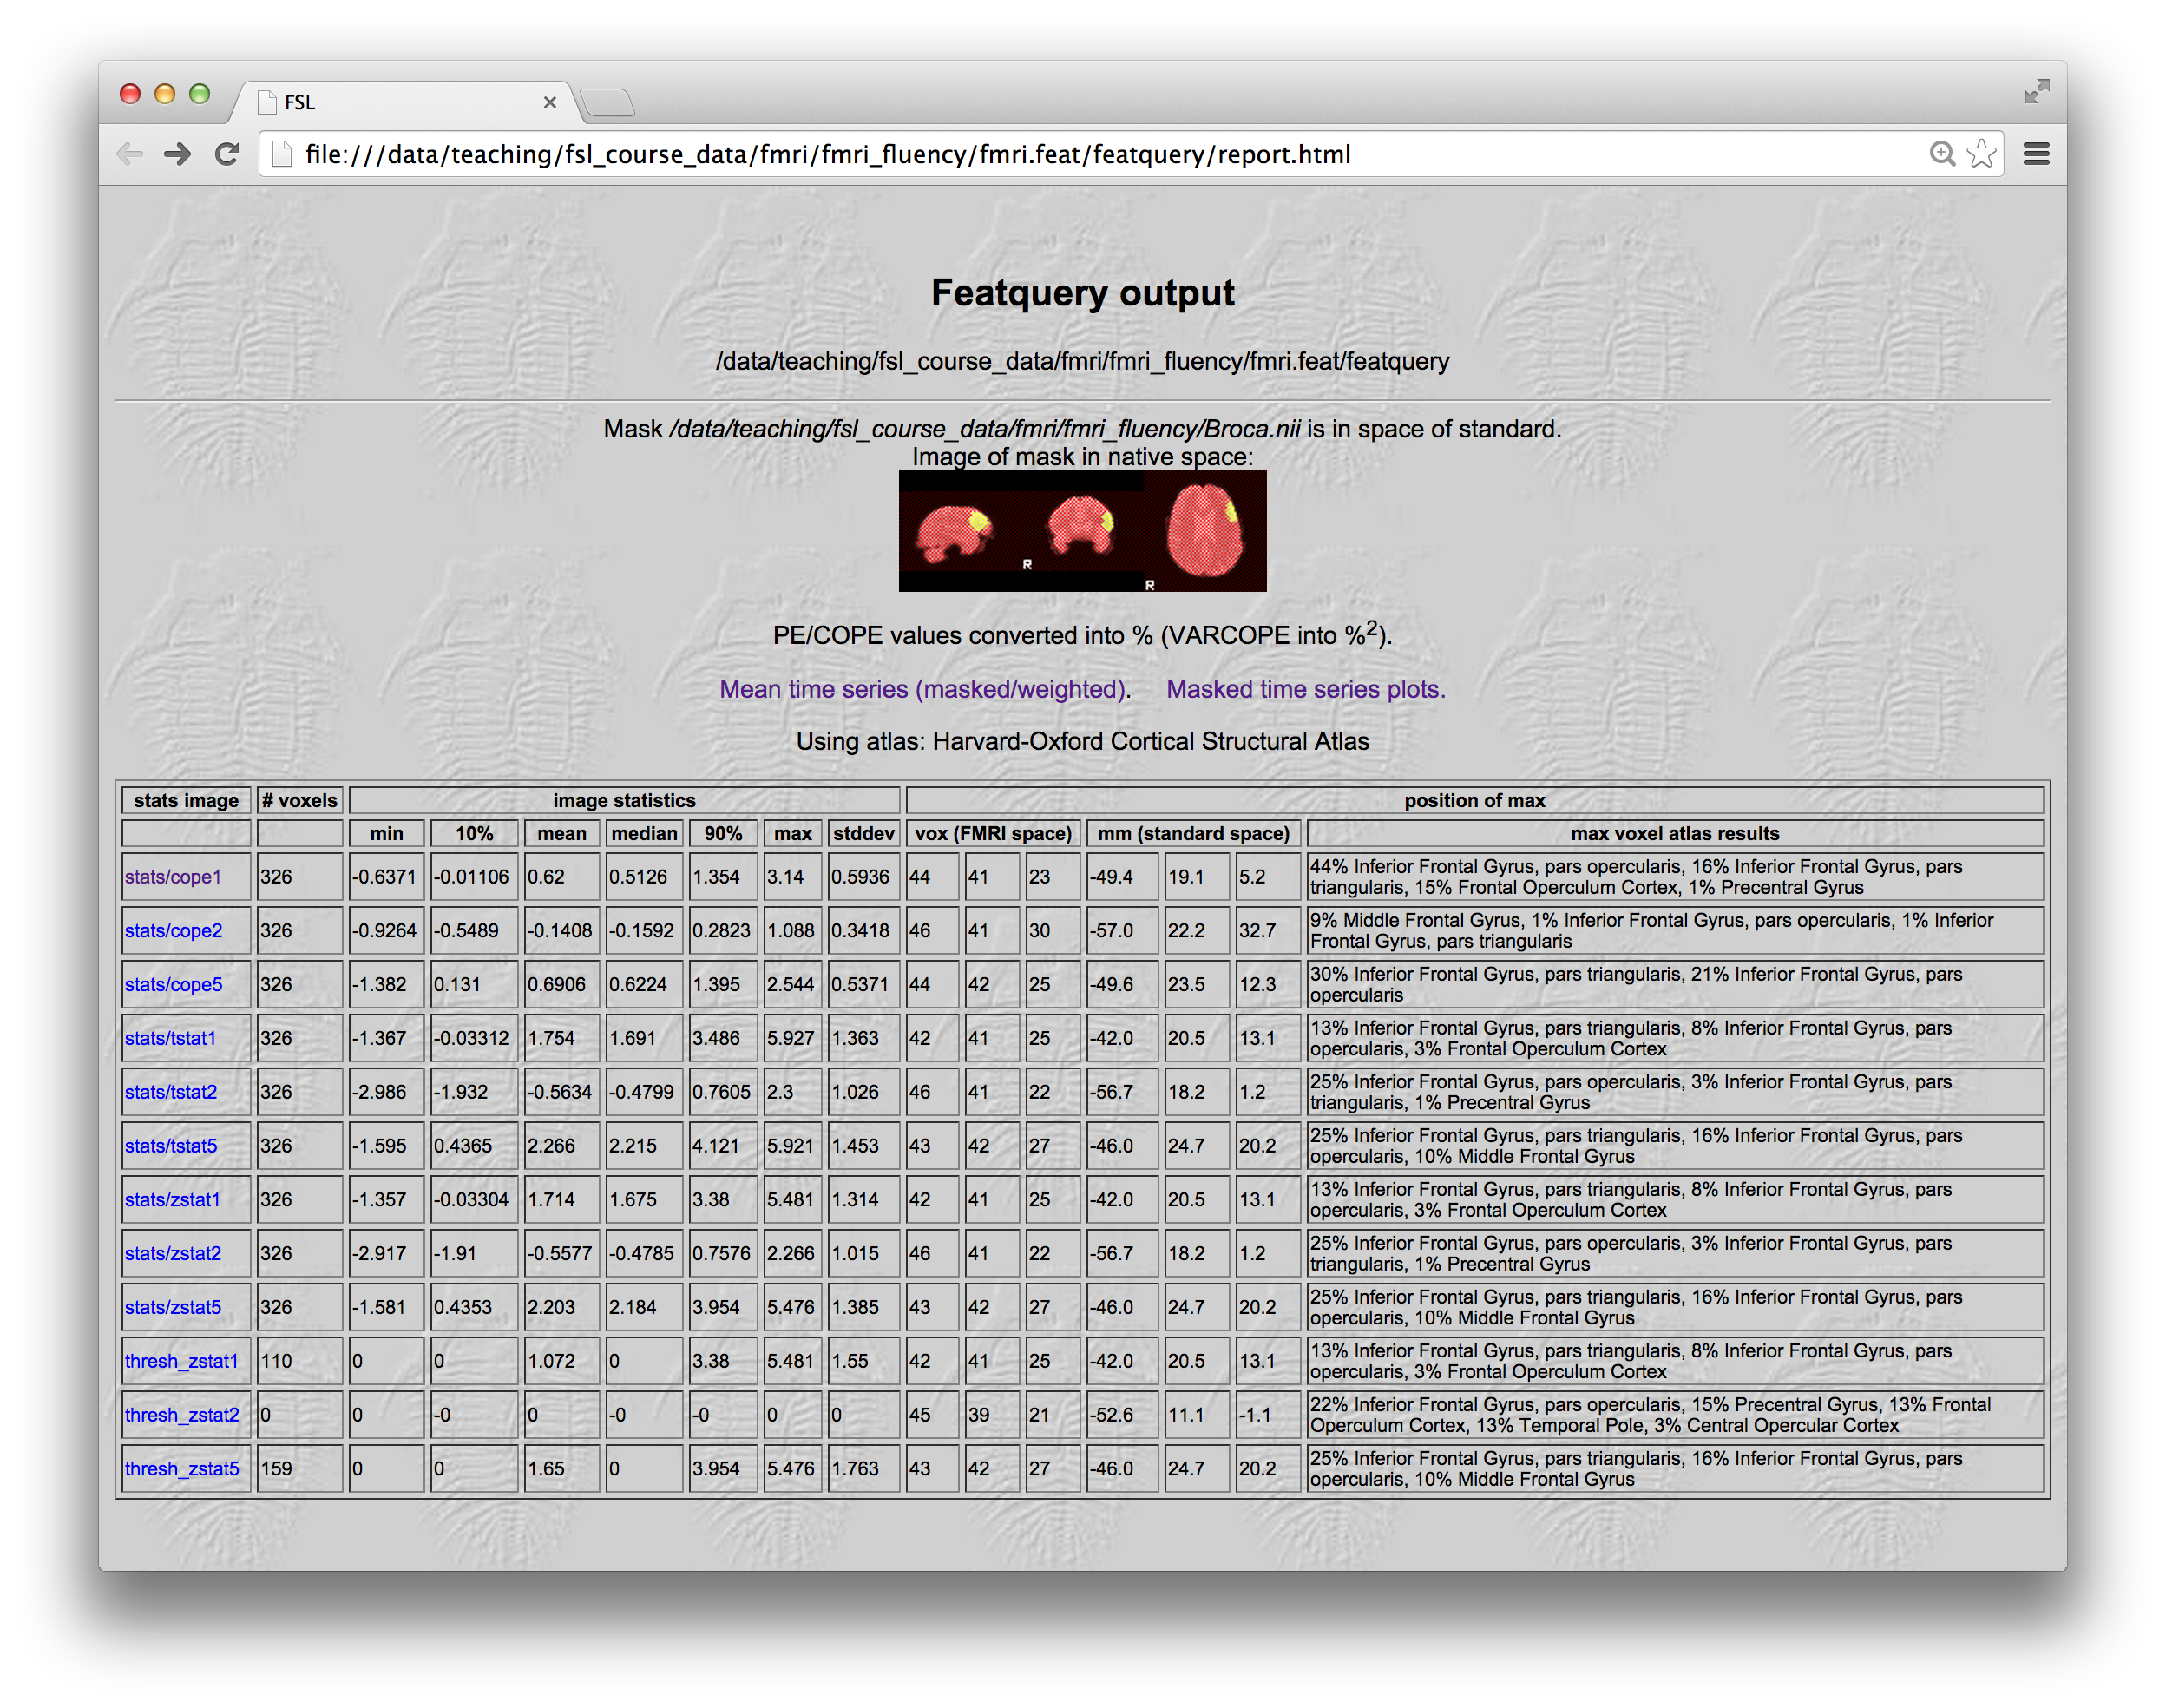 FSL
file:///data/teaching/fsl_course_data/fmri/fmri_fluency/fmri.feat/featquery/report.html
Featquery output
/data/teaching/fsl_course_data/fmri/fmri_fluency/fmri.feat/featquery
Mask /data/teaching/fsl_course_data/fmri/fmri_fluency/Broca.nii is in space of standard.
Image of mask in native space:
R
R
PE/COPE values converted into % (VARCOPE into %²).
Mean time series (masked/weighted). Masked time series plots.
Using atlas: Harvard-Oxford Cortical Structural Atlas
stats image # voxels image statistics position of max
min 10% mean median 90% max stddev vox (FMRI space) mm (standard space) max voxel atlas results
stats/cope1 326 -0.6371 -0.01106 0.62 0.5126 1.354 3.14 0.5936 44 41 23 -49.4 19.1 5.2 44% Inferior Frontal Gyrus, pars opercularis, 16% Inferior Frontal Gyrus, pars
triangularis, 15% Frontal Operculum Cortex, 1% Precentral Gyrus
stats/cope2 326 -0.9264 -0.5489 -0.1408 -0.1592 0.2823 1.088 0.3418 46 41 30 -57.0 22.2 32.7 9% Middle Frontal Gyrus, 1% Inferior Frontal Gyrus, pars opercularis, 1% Inferior
Frontal Gyrus, pars triangularis
stats/cope5 326 -1.382 0.131 0.6906 0.6224 1.395 2.544 0.5371 44 42 25 -49.6 23.5 12.3 30% Inferior Frontal Gyrus, pars triangularis, 21% Inferior Frontal Gyrus, pars
opercularis
stats/tstat1 326 -1.367 -0.03312 1.754 1.691 3.486 5.927 1.363 42 41 25 -42.0 20.5 13.1 13% Inferior Frontal Gyrus, pars triangularis, 8% Inferior Frontal Gyrus, pars
opercularis, 3% Frontal Operculum Cortex
stats/tstat2 326 -2.986 -1.932 -0.5634 -0.4799 0.7605 2.3 1.026 46 41 22 -56.7 18.2 1.2 25% Inferior Frontal Gyrus, pars opercularis, 3% Inferior Frontal Gyrus, pars
triangularis, 1% Precentral Gyrus
stats/tstat5 326 -1.595 0.4365 2.266 2.215 4.121 5.921 1.453 43 42 27 -46.0 24.7 20.2 25% Inferior Frontal Gyrus, pars triangularis, 16% Inferior Frontal Gyrus, pars
opercularis, 10% Middle Frontal Gyrus
stats/zstat1 326 -1.357 -0.03304 1.714 1.675 3.38 5.481 1.314 42 41 25 -42.0 20.5 13.1 13% Inferior Frontal Gyrus, pars triangularis, 8% Inferior Frontal Gyrus, pars
opercularis, 3% Frontal Operculum Cortex
stats/zstat2 326 -2.917 -1.91 -0.5577 -0.4785 0.7576 2.266 1.015 46 41 22 -56.7 18.2 1.2 25% Inferior Frontal Gyrus, pars opercularis, 3% Inferior Frontal Gyrus, pars
triangularis, 1% Precentral Gyrus
stats/zstat5 326 -1.581 0.4353 2.203 2.184 3.954 5.476 1.385 43 42 27 -46.0 24.7 20.2 25% Inferior Frontal Gyrus, pars triangularis, 16% Inferior Frontal Gyrus, pars
opercularis, 10% Middle Frontal Gyrus
thresh_zstat1 110 0 0 1.072 0 3.38 5.481 1.55 42 41 25 -42.0 20.5 13.1 13% Inferior Frontal Gyrus, pars triangularis, 8% Inferior Frontal Gyrus, pars
opercularis, 3% Frontal Operculum Cortex
thresh_zstat2 0 0 -0 0 -0 -0 0 0 45 39 21 -52.6 11.1 -1.1 22% Inferior Frontal Gyrus, pars opercularis, 15% Precentral Gyrus, 13% Frontal
Operculum Cortex, 13% Temporal Pole, 3% Central Opercular Cortex
thresh_zstat5 159 0 0 1.65 0 3.954 5.476 1.763 43 42 27 -46.0 24.7 20.2 25% Inferior Frontal Gyrus, pars triangularis, 16% Inferior Frontal Gyrus, pars
opercularis, 10% Middle Frontal Gyrus